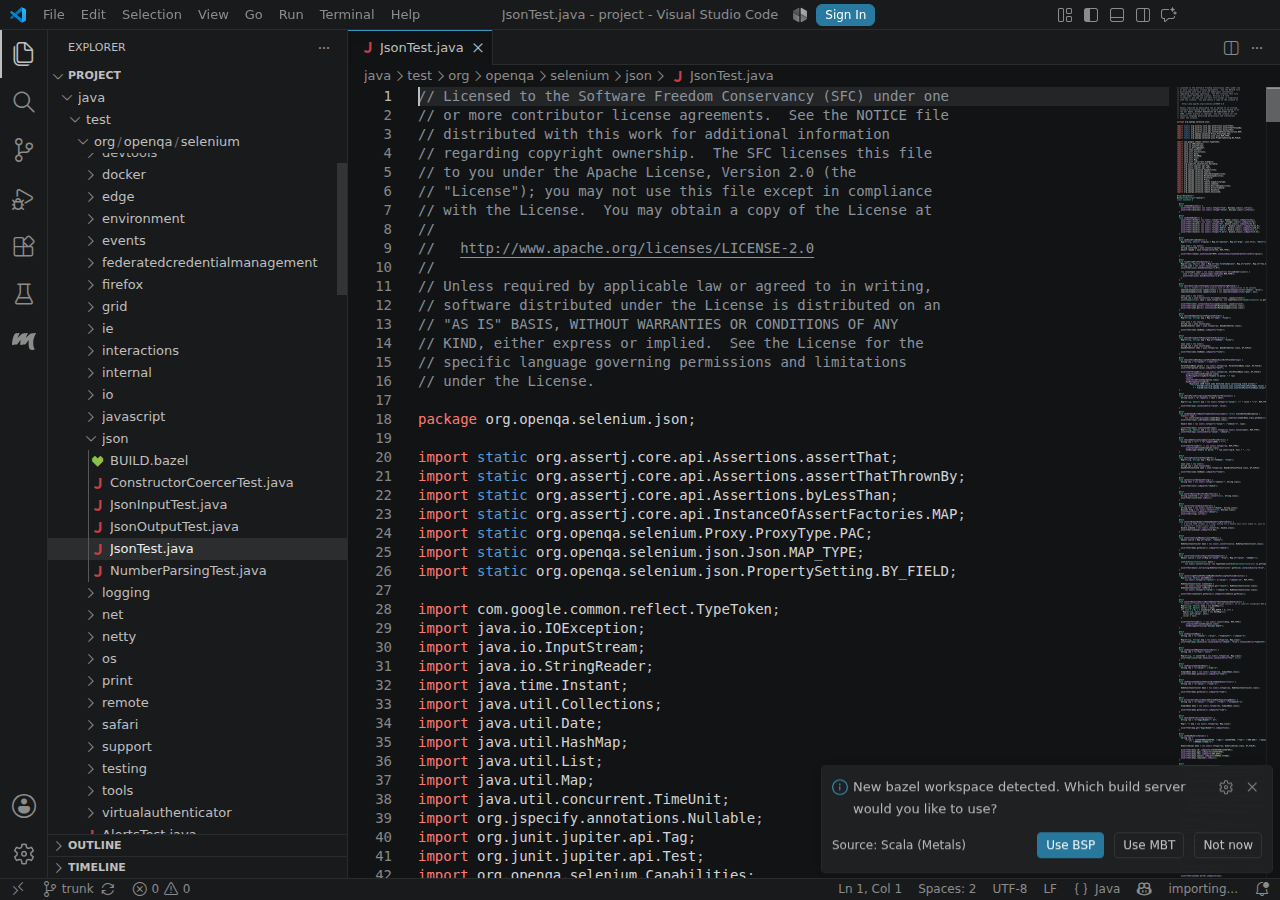 File Edit Selection View Go Run Terminal Help
JsonTest.java - project - Visual Studio Code
Sign In
EXPLORER
PROJECT
java
test
org/openqa/selenium
devtools
docker
edge
environment
events
federatedcredentialmanagement
firefox
grid
ie
interactions
internal
io
javascript
json
BUILD.bazel
ConstructorCoercerTest.java
JsonInputTest.java
JsonOutputTest.java
JsonTest.java
NumberParsingTest.java
logging
net
netty
os
print
remote
safari
support
testing
tools
virtualauthenticator
AlertsTest.java
OUTLINE
TIMELINE
JsonTest.java
java > test > org > openqa > selenium > json > JsonTest.java
1 // Licensed to the Software Freedom Conservancy (SFC) under one
2 // or more contributor license agreements.  See the NOTICE file
3 // distributed with this work for additional information
4 // regarding copyright ownership.  The SFC licenses this file
5 // to you under the Apache License, Version 2.0 (the
6 // "License"); you may not use this file except in compliance
7 // with the License.  You may obtain a copy of the License at
8 //
9 //   http://www.apache.org/licenses/LICENSE-2.0
10 //
11 // Unless required by applicable law or agreed to in writing,
12 // software distributed under the License is distributed on an
13 // "AS IS" BASIS, WITHOUT WARRANTIES OR CONDITIONS OF ANY
14 // KIND, either express or implied.  See the License for the
15 // specific language governing permissions and limitations
16 // under the License.
17
18 package org.openqa.selenium.json;
19
20 import static org.assertj.core.api.Assertions.assertThat;
21 import static org.assertj.core.api.Assertions.assertThatThrownBy;
22 import static org.assertj.core.api.Assertions.byLessThan;
23 import static org.assertj.core.api.InstanceOfAssertFactories.MAP;
24 import static org.openqa.selenium.Proxy.ProxyType.PAC;
25 import static org.openqa.selenium.json.Json.MAP_TYPE;
26 import static org.openqa.selenium.json.PropertySetting.BY_FIELD;
27
28 import com.google.common.reflect.TypeToken;
29 import java.io.IOException;
30 import java.io.InputStream;
31 import java.io.StringReader;
32 import java.time.Instant;
33 import java.util.Collections;
34 import java.util.Date;
35 import java.util.HashMap;
36 import java.util.List;
37 import java.util.Map;
38 import java.util.concurrent.TimeUnit;
39 import org.jspecify.annotations.Nullable;
40 import org.junit.jupiter.api.Tag;
41 import org.junit.jupiter.api.Test;
42 import org.openqa.selenium.Capabilities;
New bazel workspace detected. Which build server
would you like to use?
Source: Scala (Metals)
Use BSP
Use MBT
Not now
trunk
0
0
Ln 1, Col 1
Spaces: 2
UTF-8
LF
{ } Java
importing...